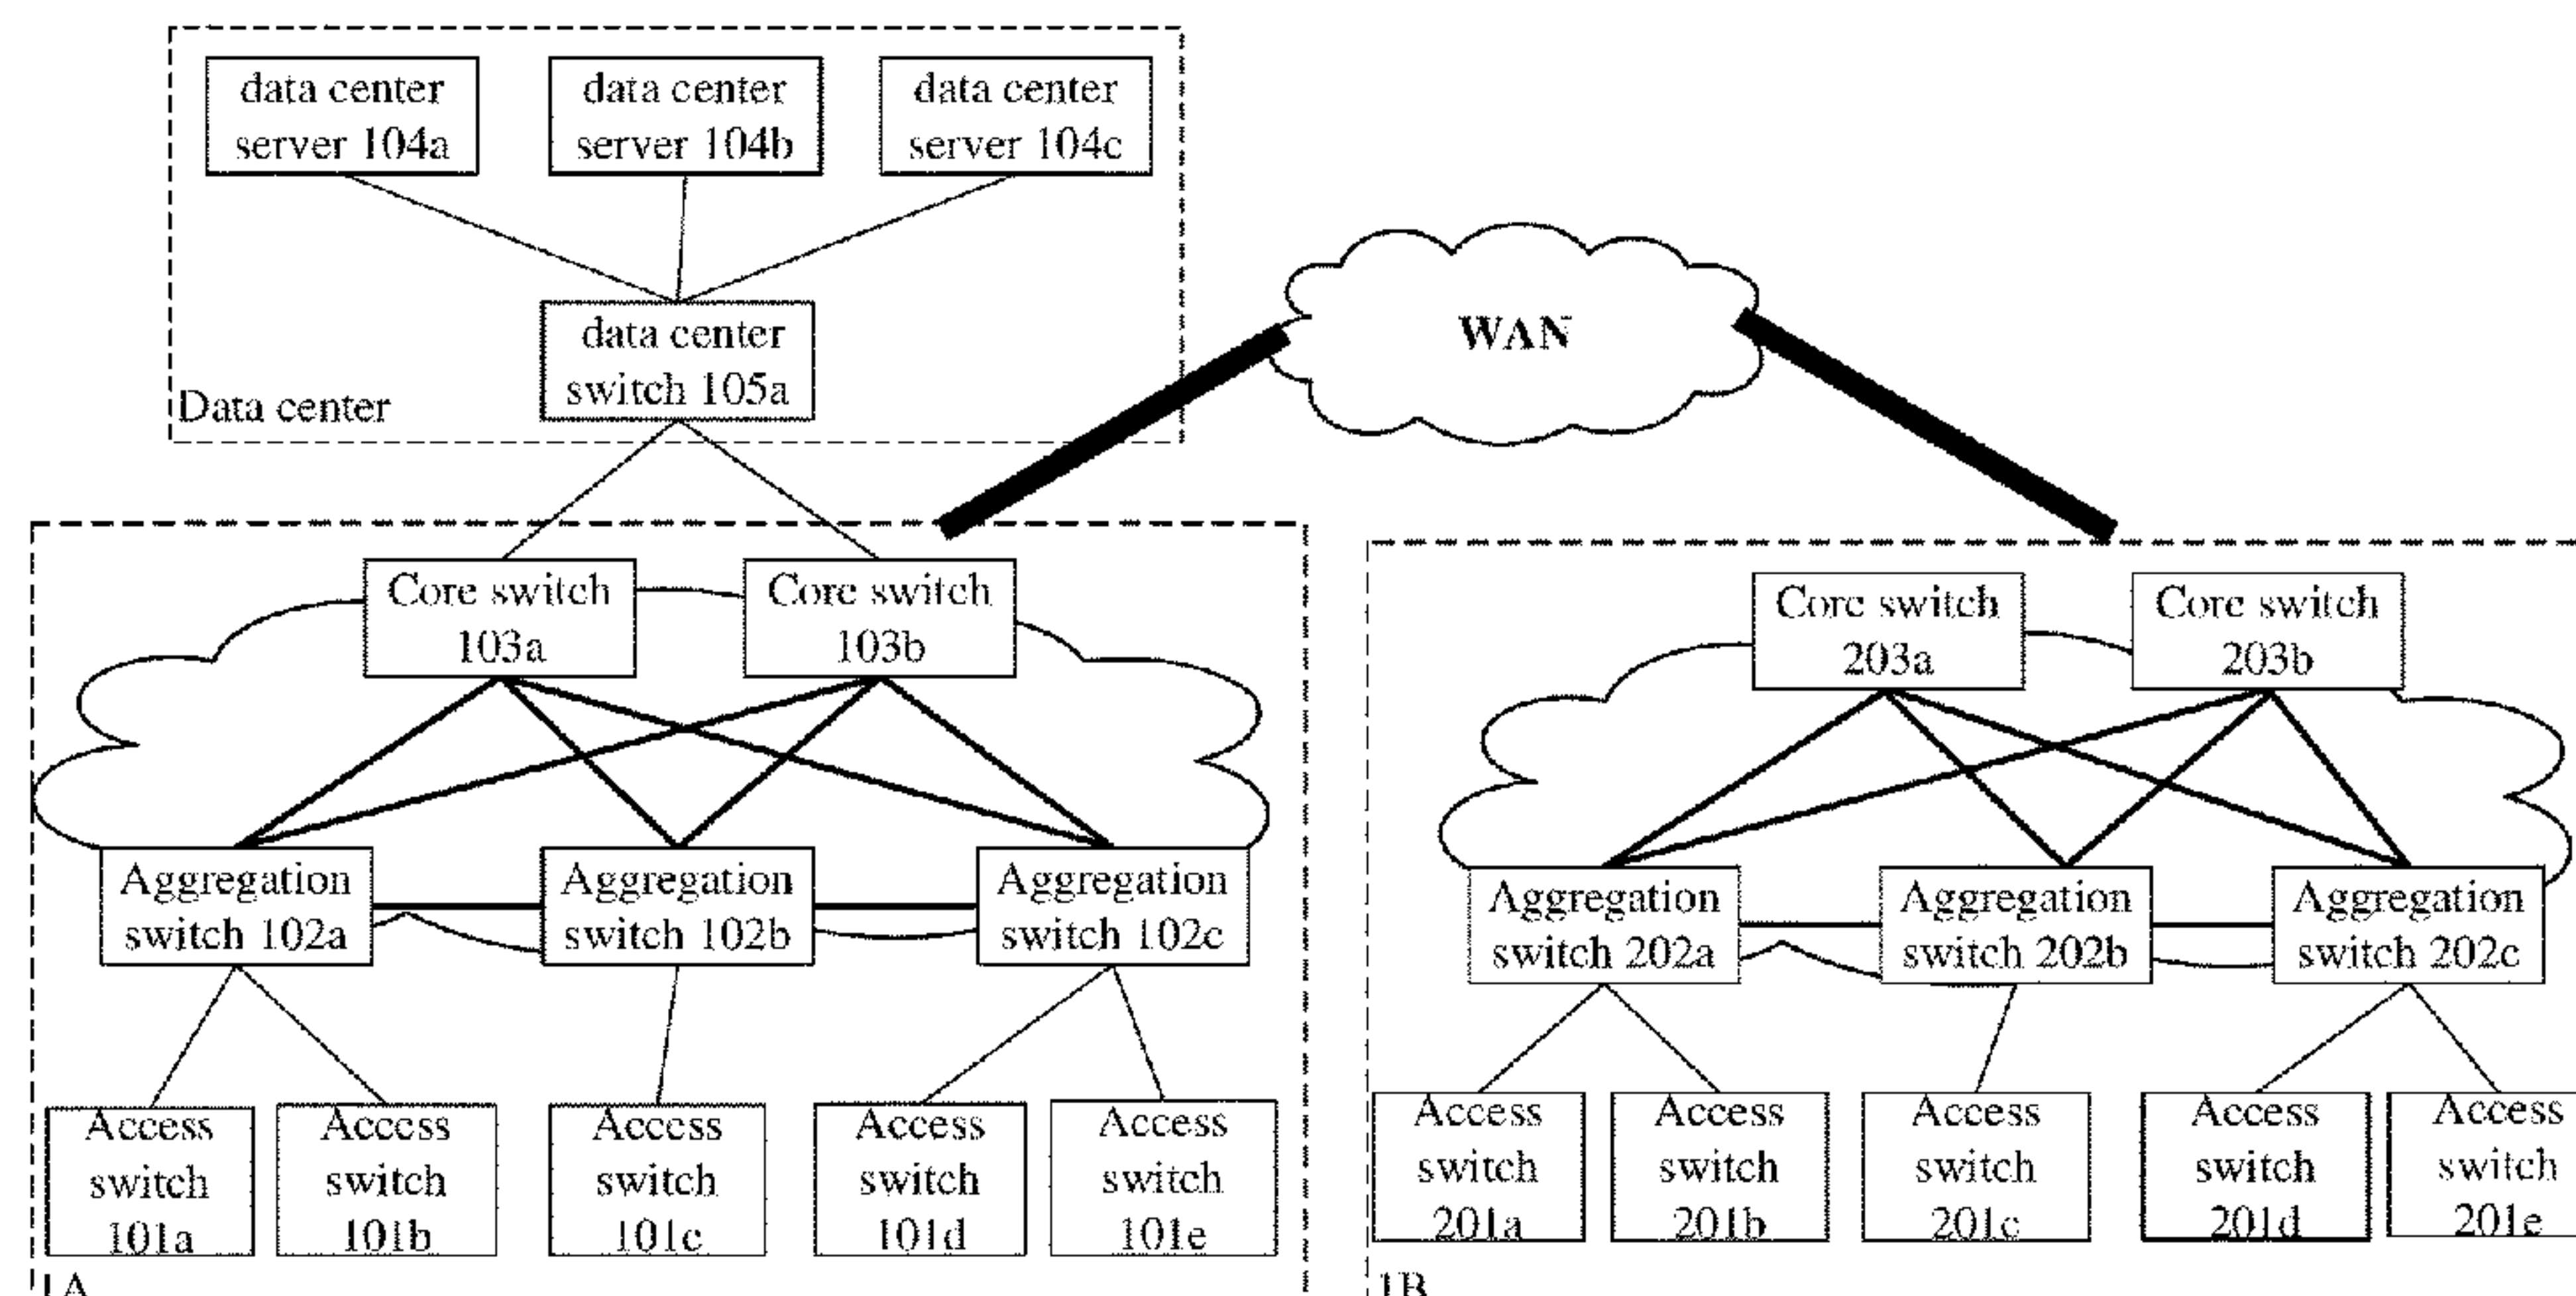 data center
server 104a
data center
server 104b
data center
server 104c
data center
switch 105a
Data center
WAN
Core switch
103a
Core switch
103b
Core switch
203a
Core switch
203b
Aggregation
switch 102a
Aggregation
switch 102b
Aggregation
switch 102c
Aggregation
switch 202a
Aggregation
switch 202b
Aggregation
switch 202c
Access
switch
101a
Access
switch
101b
Access
switch
101c
Access
switch
101d
Access
switch
101e
Access
switch
201a
Access
switch
201b
Access
switch
201c
Access
switch
201d
Access
switch
201e
1A
1B